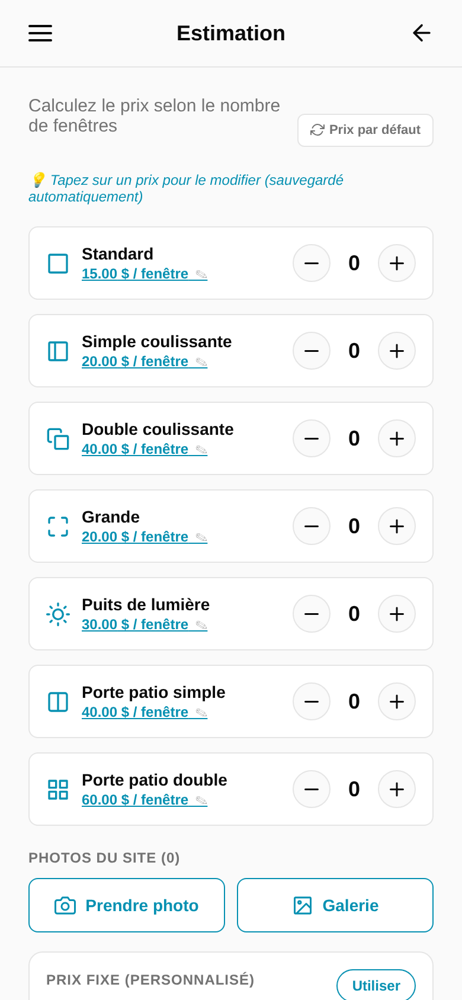 Estimation
Calculez le prix selon le nombre
de fenêtres
Prix par défaut
💡 Tapez sur un prix pour le modifier (sauvegardé
automatiquement)
Standard
15.00 $ / fenêtre ✎
0
Simple coulissante
20.00 $ / fenêtre ✎
0
Double coulissante
40.00 $ / fenêtre ✎
0
Grande
20.00 $ / fenêtre ✎
0
Puits de lumière
30.00 $ / fenêtre ✎
0
Porte patio simple
40.00 $ / fenêtre ✎
0
Porte patio double
60.00 $ / fenêtre ✎
0
PHOTOS DU SITE (0)
Prendre photo
Galerie
PRIX FIXE (PERSONNALISÉ)
Utiliser